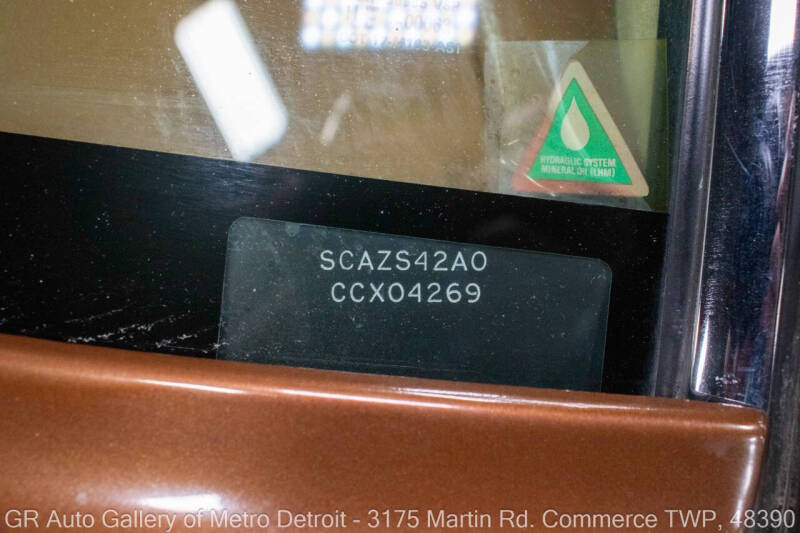 HYDRAULIC SYSTEM
MINERAL OIL (LHM)
SCAZS42A0
CCX04269
GR Auto Gallery of Metro Detroit - 3175 Martin Rd. Commerce TWP, 48390